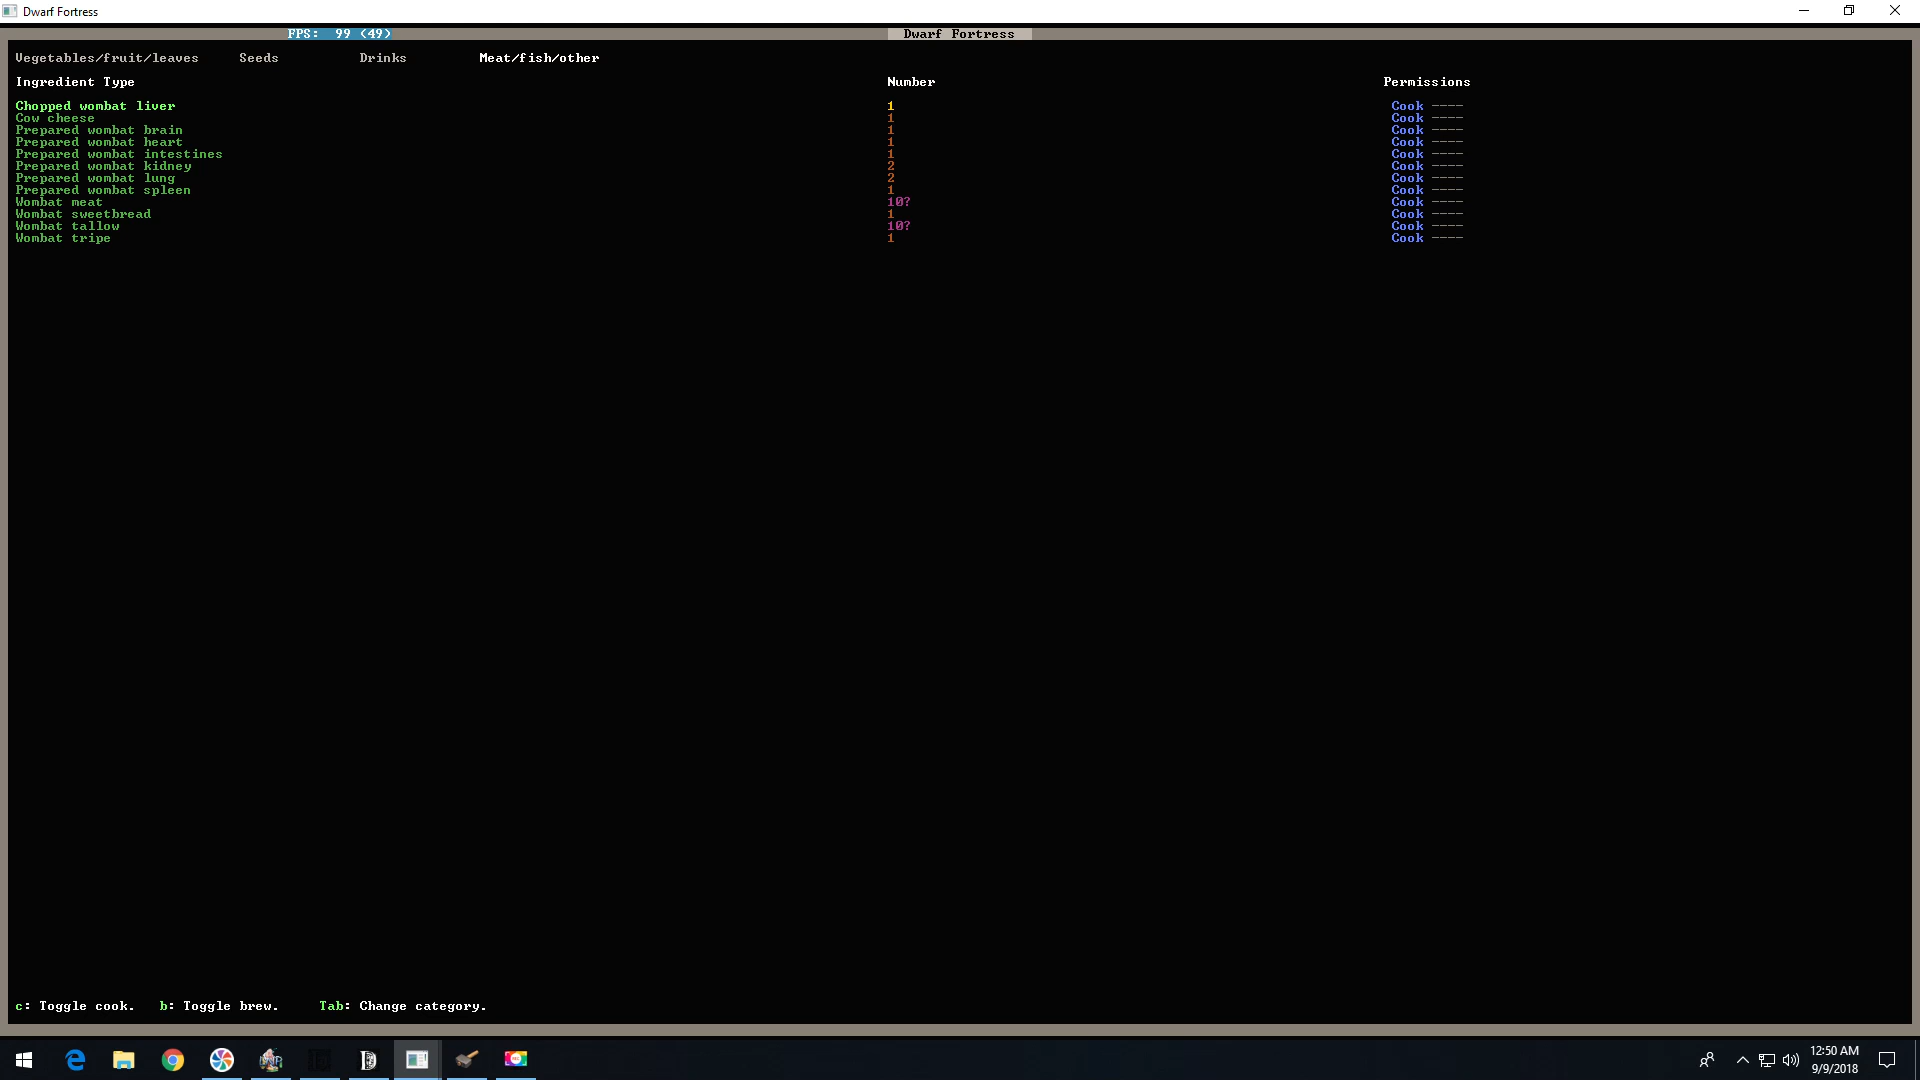 Dwarf Fortress
FPS: 99 (49)
Dwarf Fortress
Vegetables/fruit/leaves Seeds Drinks Meat/fish/other
Ingredient Type Number Permissions
Chopped wombat liver 1 Cook ----
Cow cheese 1 Cook ----
Prepared wombat brain 1 Cook ----
Prepared wombat heart 1 Cook ----
Prepared wombat intestines 1 Cook ----
Prepared wombat kidney 2 Cook ----
Prepared wombat lung 2 Cook ----
Prepared wombat spleen 1 Cook ----
Wombat meat 10? Cook ----
Wombat sweetbread 1 Cook ----
Wombat tallow 10? Cook ----
Wombat tripe 1 Cook ----
c: Toggle cook. b: Toggle brew. Tab: Change category.
12:50 AM
9/9/2018